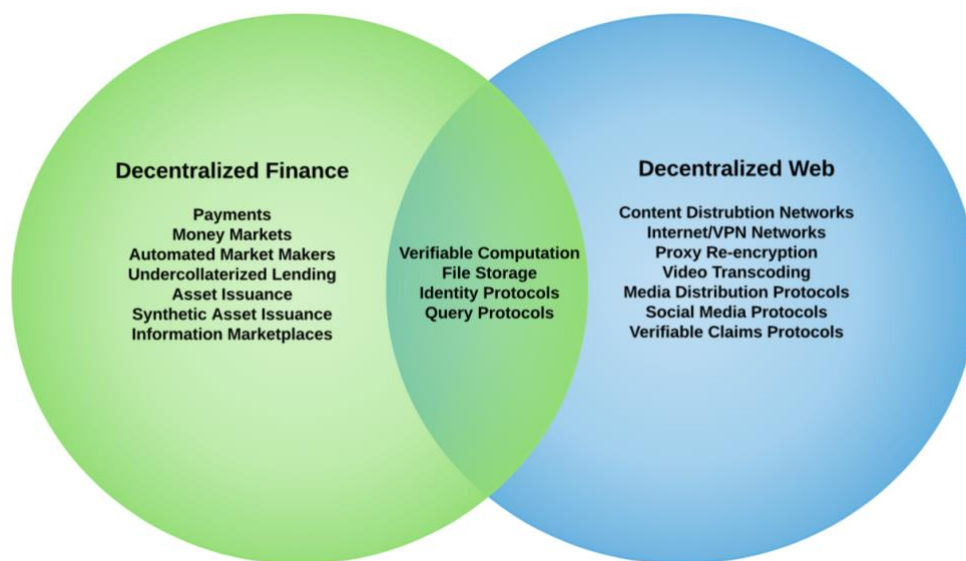 Decentralized Finance
Payments
Money Markets
Automated Market Makers
Undercollaterized Lending
Asset Issuance
Synthetic Asset Issuance
Information Marketplaces
Verifiable Computation
File Storage
Identity Protocols
Query Protocols
Decentralized Web
Content Distrubtion Networks
Internet/VPN Networks
Proxy Re-encryption
Video Transcoding
Media Distribution Protocols
Social Media Protocols
Verifiable Claims Protocols